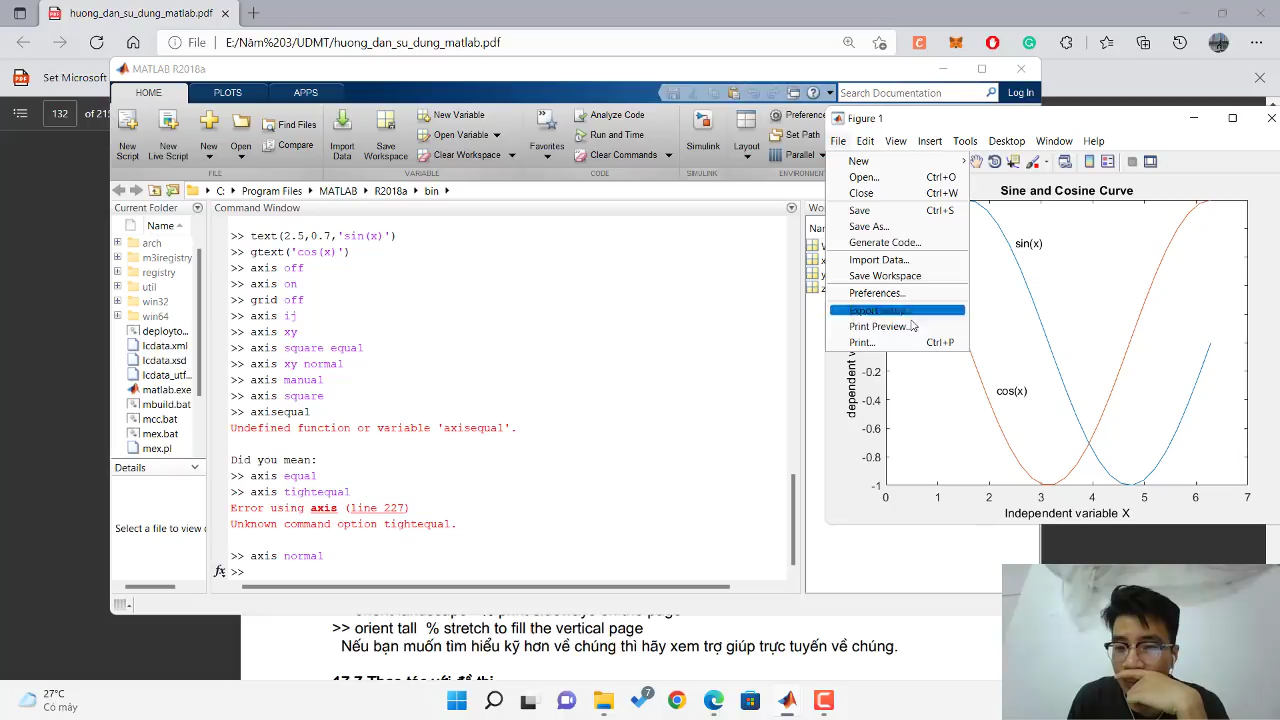 huong_dan_su_dung_matlab.pdf
File
E:/Năm%203/UDMT/huong_dan_su_dung_matlab.pdf
Set Microsoft
132
MATLAB R2018a
HOME
PLOTS
APPS
Search Documentation
Log In
New Script
New Live Script
New
Open
Find Files
Compare
Import Data
Save Workspace
New Variable
Open Variable
Clear Workspace
Favorites
Analyze Code
Run and Time
Clear Commands
Simulink
Layout
Set Path
Parallel
FILE
VARIABLE
CODE
SIMULINK
C:
Program Files
MATLAB
R2018a
bin
Current Folder
Name
arch
m3iregistry
registry
util
win32
win64
deployto...
lcdata.xml
lcdata.xsd
lcdata_utf...
matlab.exe
mbuild.bat
mcc.bat
mex.bat
mex.pl
Details
Select a file to view
Command Window
>> text(2.5,0.7,'sin(x)')
>> gtext('cos(x)')
>> axis off
>> axis on
>> grid off
>> axis ij
>> axis xy
>> axis square equal
>> axis xy normal
>> axis manual
>> axis square
>> axisequal
Undefined function or variable 'axisequal'.
Did you mean:
>> axis equal
>> axis tightequal
Error using axis (line 227)
Unknown command option tightequal.
>> axis normal
fx >>
Figure 1
File Edit View Insert Tools Desktop Window Help
New
Open... Ctrl+O
Close Ctrl+W
Save Ctrl+S
Save As...
Generate Code...
Import Data...
Save Workspace
Preferences...
Print Preview...
Print... Ctrl+P
Sine and Cosine Curve
sin(x)
cos(x)
-0.2
-0.4
-0.6
-0.8
-1
0 1 2 3 4 5 6 7
Independent variable X
>> orient tall % stretch to fill the vertical page
Nếu bạn muốn tìm hiểu kỹ hơn về chúng thì hãy xem trợ giúp trực tuyến về chúng.
27°C
Có mây
7